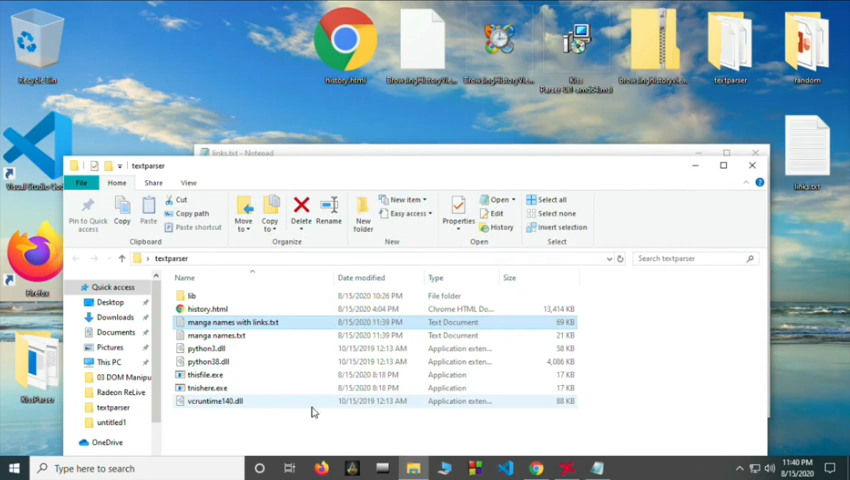 Recycle Bin
history.html
BrowsingHistoryVie...
BrowsingHistoryVie...
Kiss
BrowsingHistoryVie...
textparser
random
Visual Studio Code
links.txt
Firefox
KissParser
links.txt - Notepad
textparser
File
Home
Share
View
Pin to Quick
access
Copy
Paste
Cut
Copy path
Paste shortcut
Clipboard
Move
to
Copy
to
Delete
Rename
Organize
New
folder
New item
Easy access
New
Properties
Open
Edit
History
Open
Select all
Select none
Invert selection
Select
textparser
Search textparser
Quick access
Desktop
Downloads
Documents
Pictures
This PC
03 DOM Manipu
Radeon ReLive
textparser
untitled1
OneDrive
Name Date modified Type Size
lib 8/15/2020 10:26 PM File folder
history.html 8/15/2020 4:04 PM Chrome HTML Do... 13,414 KB
manga names with links.txt 8/15/2020 11:39 PM Text Document 69 KB
manga names.txt 8/15/2020 11:39 PM Text Document 21 KB
python3.dll 10/15/2019 12:13 AM Application exten... 58 KB
python38.dll 10/15/2019 12:13 AM Application exten... 4,086 KB
thisfile.exe 8/15/2020 8:18 PM Application 17 KB
tnishere.exe 8/15/2020 8:18 PM Application 17 KB
vcruntime140.dll 10/15/2019 12:13 AM Application exten... 88 KB
Type here to search
11:40 PM
8/15/2020